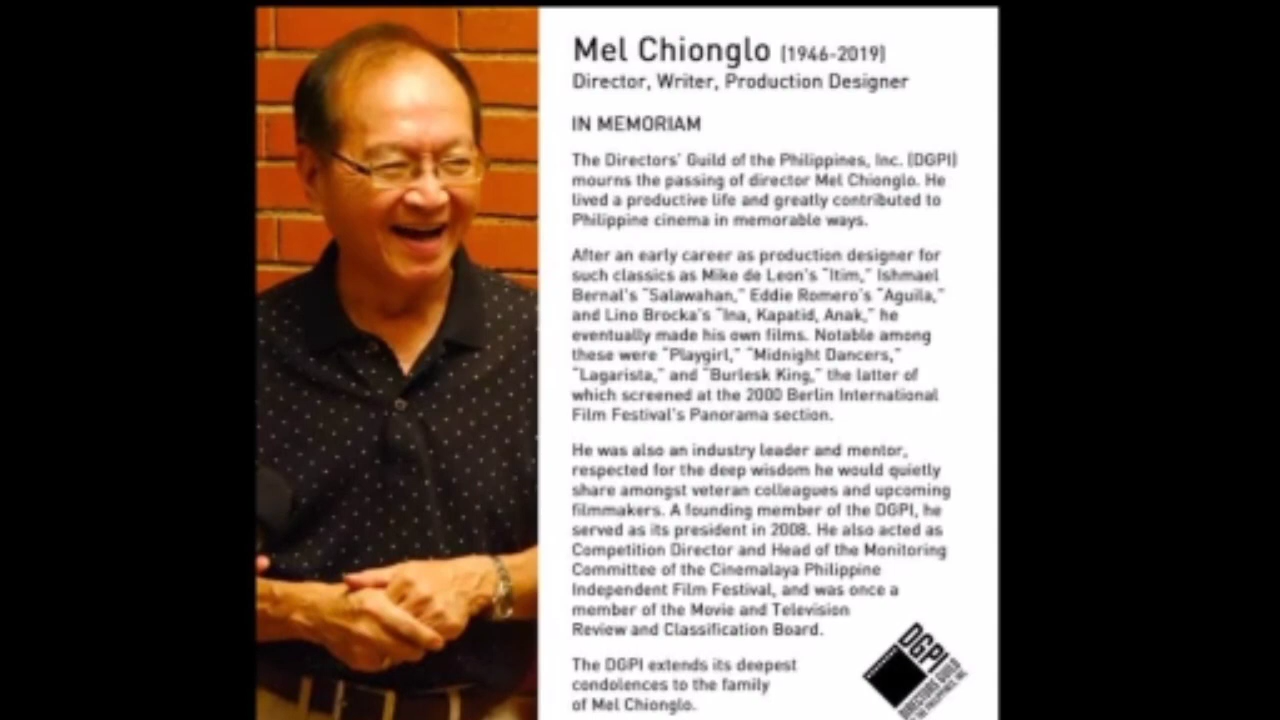 Mel Chionglo (1946-2019)
Director, Writer, Production Designer
IN MEMORIAM
The Directors' Guild of the Philippines, Inc. (DGPI)
mourns the passing of director Mel Chionglo. He
lived a productive life and greatly contributed to
Philippine cinema in memorable ways.
After an early career as production designer for
such classics as Mike de Leon's "Itim," Ishmael
Bernal's "Salawahan," Eddie Romero's "Aguila,"
and Lino Brocka's "Ina, Kapatid, Anak," he
eventually made his own films. Notable among
these were "Playgirl," "Midnight Dancers,"
"Lagarista," and "Burlesk King," the latter of
which screened at the 2000 Berlin International
Film Festival's Panorama section.
He was also an industry leader and mentor,
respected for the deep wisdom he would quietly
share amongst veteran colleagues and upcoming
filmmakers. A founding member of the DGPI, he
served as its president in 2008. He also acted as
Competition Director and Head of the Monitoring
Committee of the Cinemalaya Philippine
Independent Film Festival, and was once a
member of the Movie and Television
Review and Classification Board.
The DGPI extends its deepest
condolences to the family
of Mel Chionglo.
DGPI
DIRECTORS' GUILD
OF THE PHILIPPINES, INC.